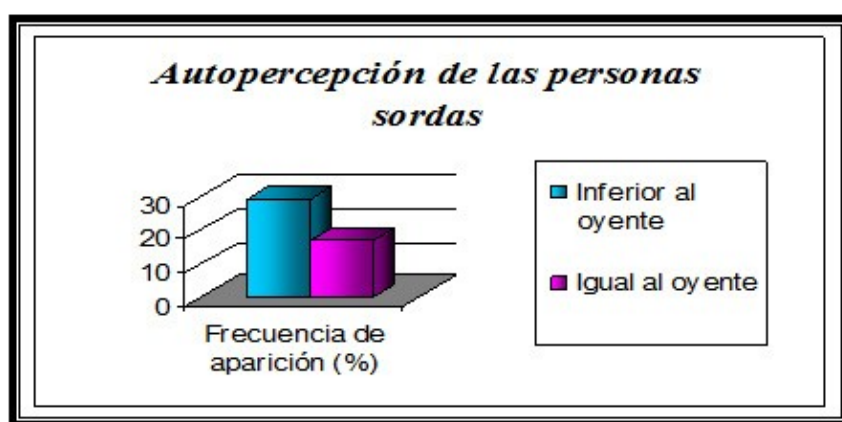 Autopercepción de las personas
sordas
30
20
10
0
Frecuencia de
aparición (%)
Inferior al
oyente
Igual al oyente